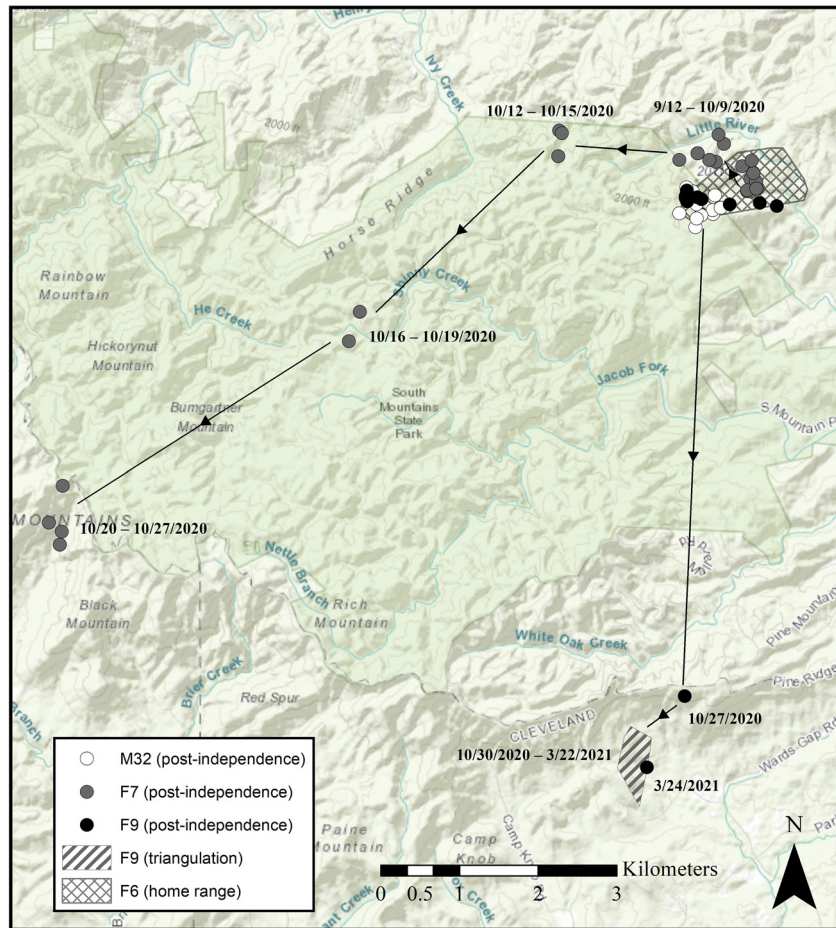 Henry
Ivy Creek
10/12 – 10/15/2020
9/12 – 10/9/2020
Little River
2000 ft
2000 ft
Horse Ridge
Rainbow
Mountain
Shinny Creek
He Creek
10/16 – 10/19/2020
Hickorynut
Mountain
Jacob Fork
South
Mountains
State
Park
Bumgartner
Mountain
S Mountain P
MOUNTAINS
10/20 – 10/27/2020
Nettle Branch
Rich
Mountain
Black
Mountain
White Oak Creek
Pine Mountain
Brier Creek
Red Spur
Pine Ridge
Branch
CLEVELAND
10/27/2020
Wards Gap Rd
10/30/2020 – 3/22/2021
3/24/2021
M32 (post-independence)
F7 (post-independence)
F9 (post-independence)
F9 (triangulation)
F6 (home range)
Paine
Mountain
Camp
Knob
Camp Knob
N
Kilometers
0 0.5 1 2 3